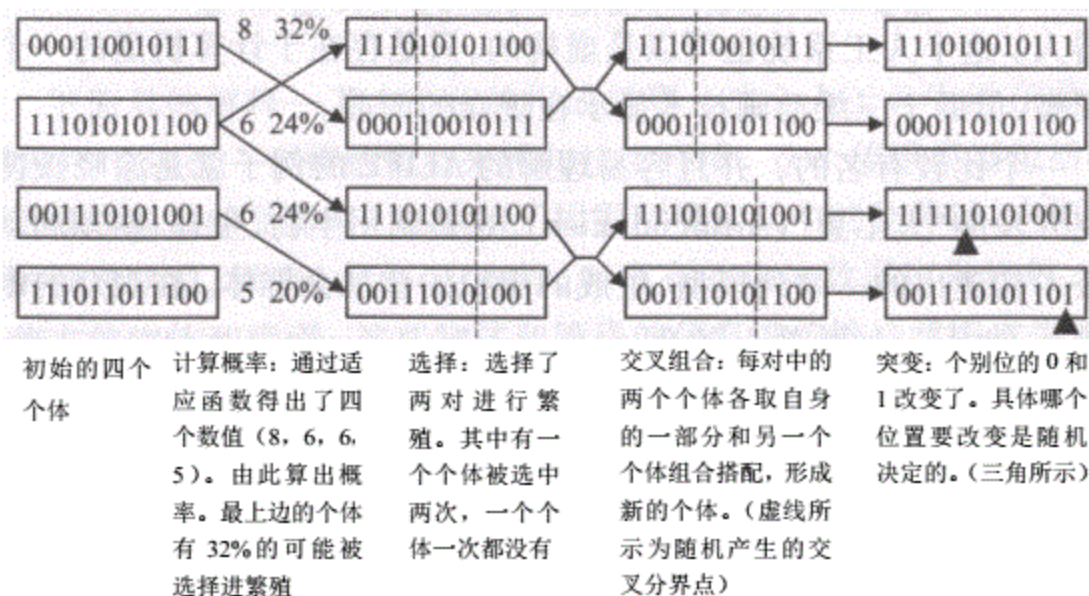 000110010111 8 32% 111010101100 111010010111 111010010111
111010101100 6 24% 000110010111 000110101100 000110101100
001110101001 6 24% 111010101100 111010101001 111110101001
111011011100 5 20% 001110101001 001110101100 001110101101
初始的四个
个体
计算概率：通过适
应函数得出了四
个数值（8，6，6，
5）。由此算出概
率。最上边的个体
有 32%的可能被
选择进繁殖
选择：选择了
两对进行繁
殖。其中有一
个个体被选中
两次，一个个
体一次都没有
交叉组合：每对中的
两个个体各取自身
的一部分和另一个
个体组合搭配，形成
新的个体。（虚线所
示为随机产生的交
叉分界点）
突变：个别位的 0 和
1 改变了。具体哪个
位置要改变是随机
决定的。（三角所示）